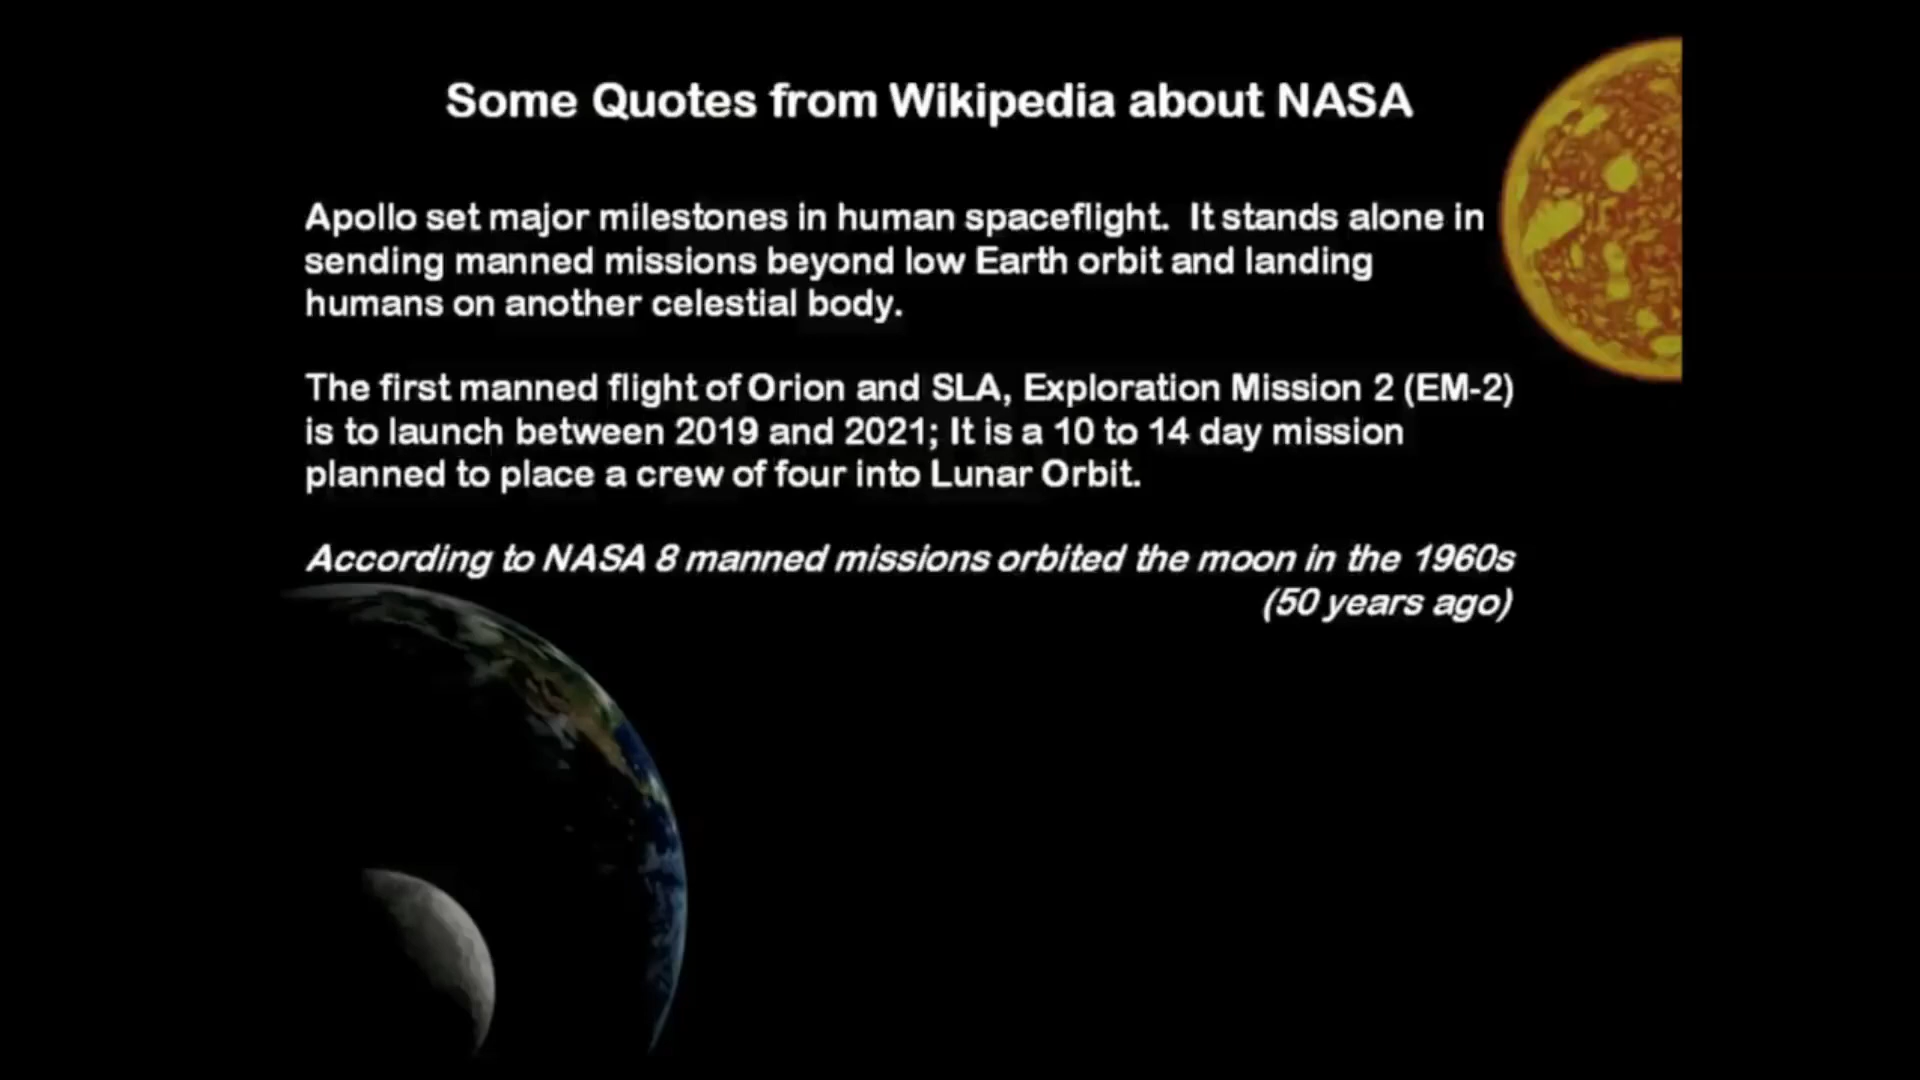 Some Quotes from Wikipedia about NASA
Apollo set major milestones in human spaceflight. It stands alone in
sending manned missions beyond low Earth orbit and landing
humans on another celestial body.
The first manned flight of Orion and SLA, Exploration Mission 2 (EM-2)
is to launch between 2019 and 2021; It is a 10 to 14 day mission
planned to place a crew of four into Lunar Orbit.
According to NASA 8 manned missions orbited the moon in the 1960s
(50 years ago)